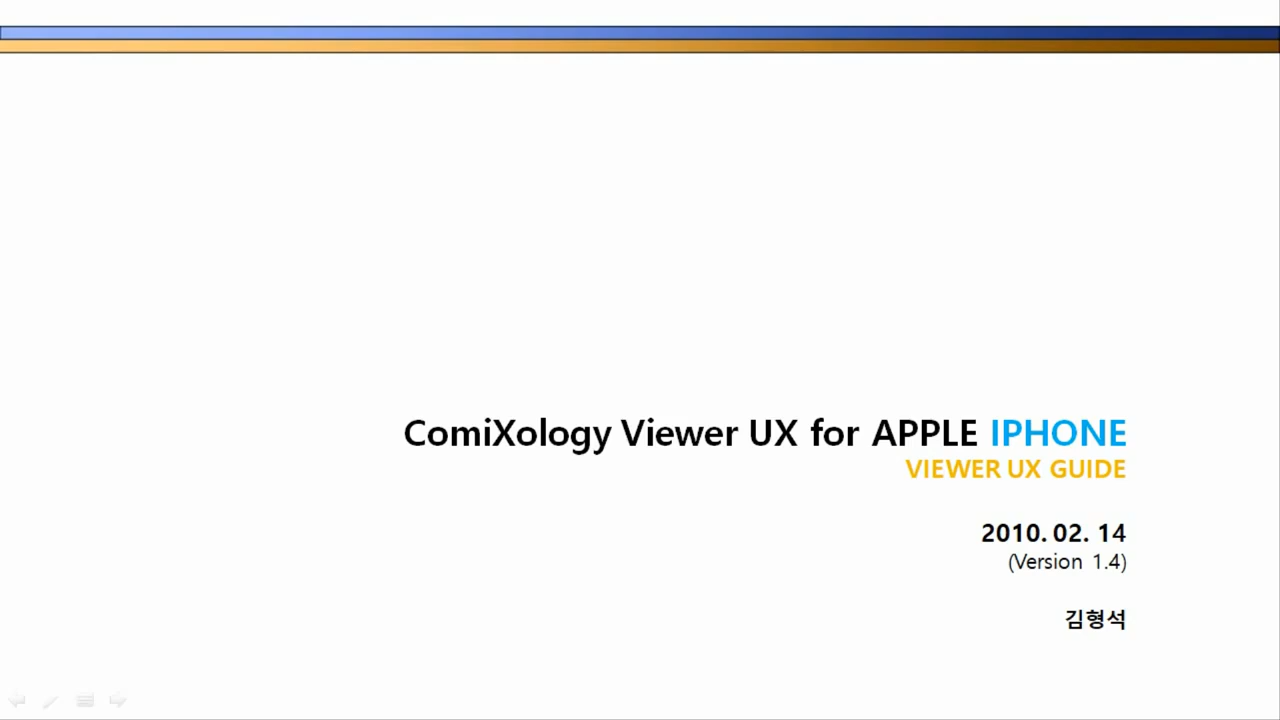 ComiXology Viewer UX for APPLE IPHONE
VIEWER UX GUIDE
2010. 02. 14
(Version 1.4)
김형석